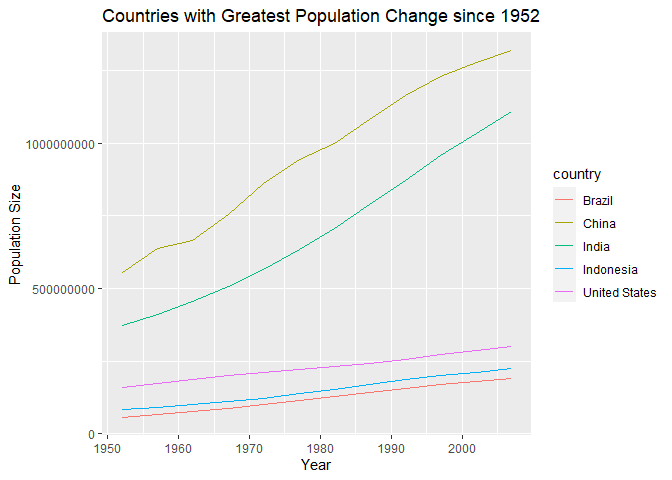 Countries with Greatest Population Change since 1952
Population Size
1000000000
500000000
0
1950
1960
1970
1980
1990
2000
Year
country
Brazil
China
India
Indonesia
United States